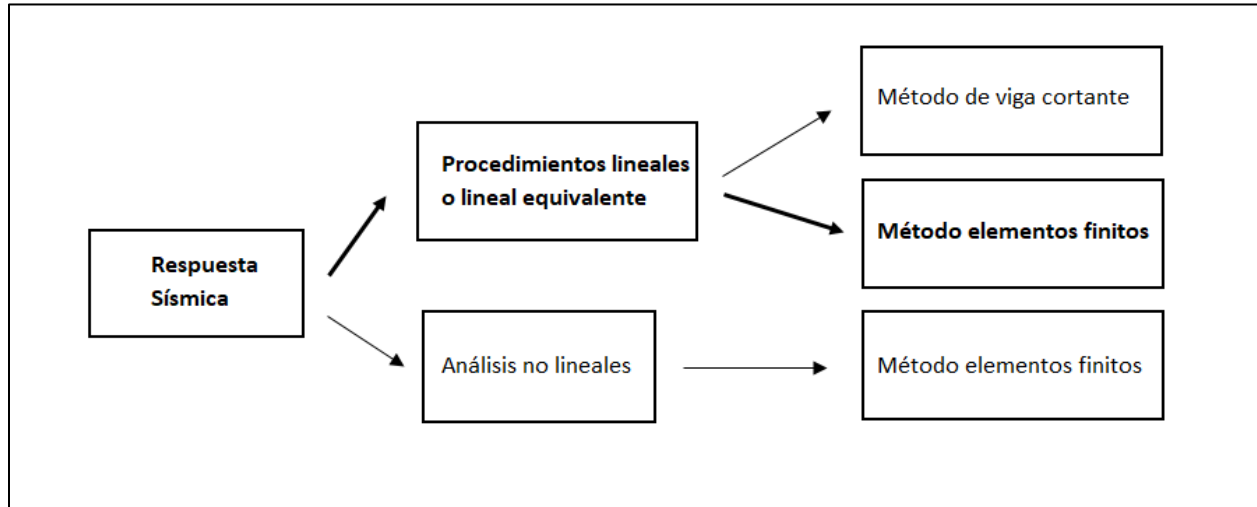 Respuesta
Sísmica
Procedimientos lineales
o lineal equivalente
Análisis no lineales
Método de viga cortante
Método elementos finitos
Método elementos finitos